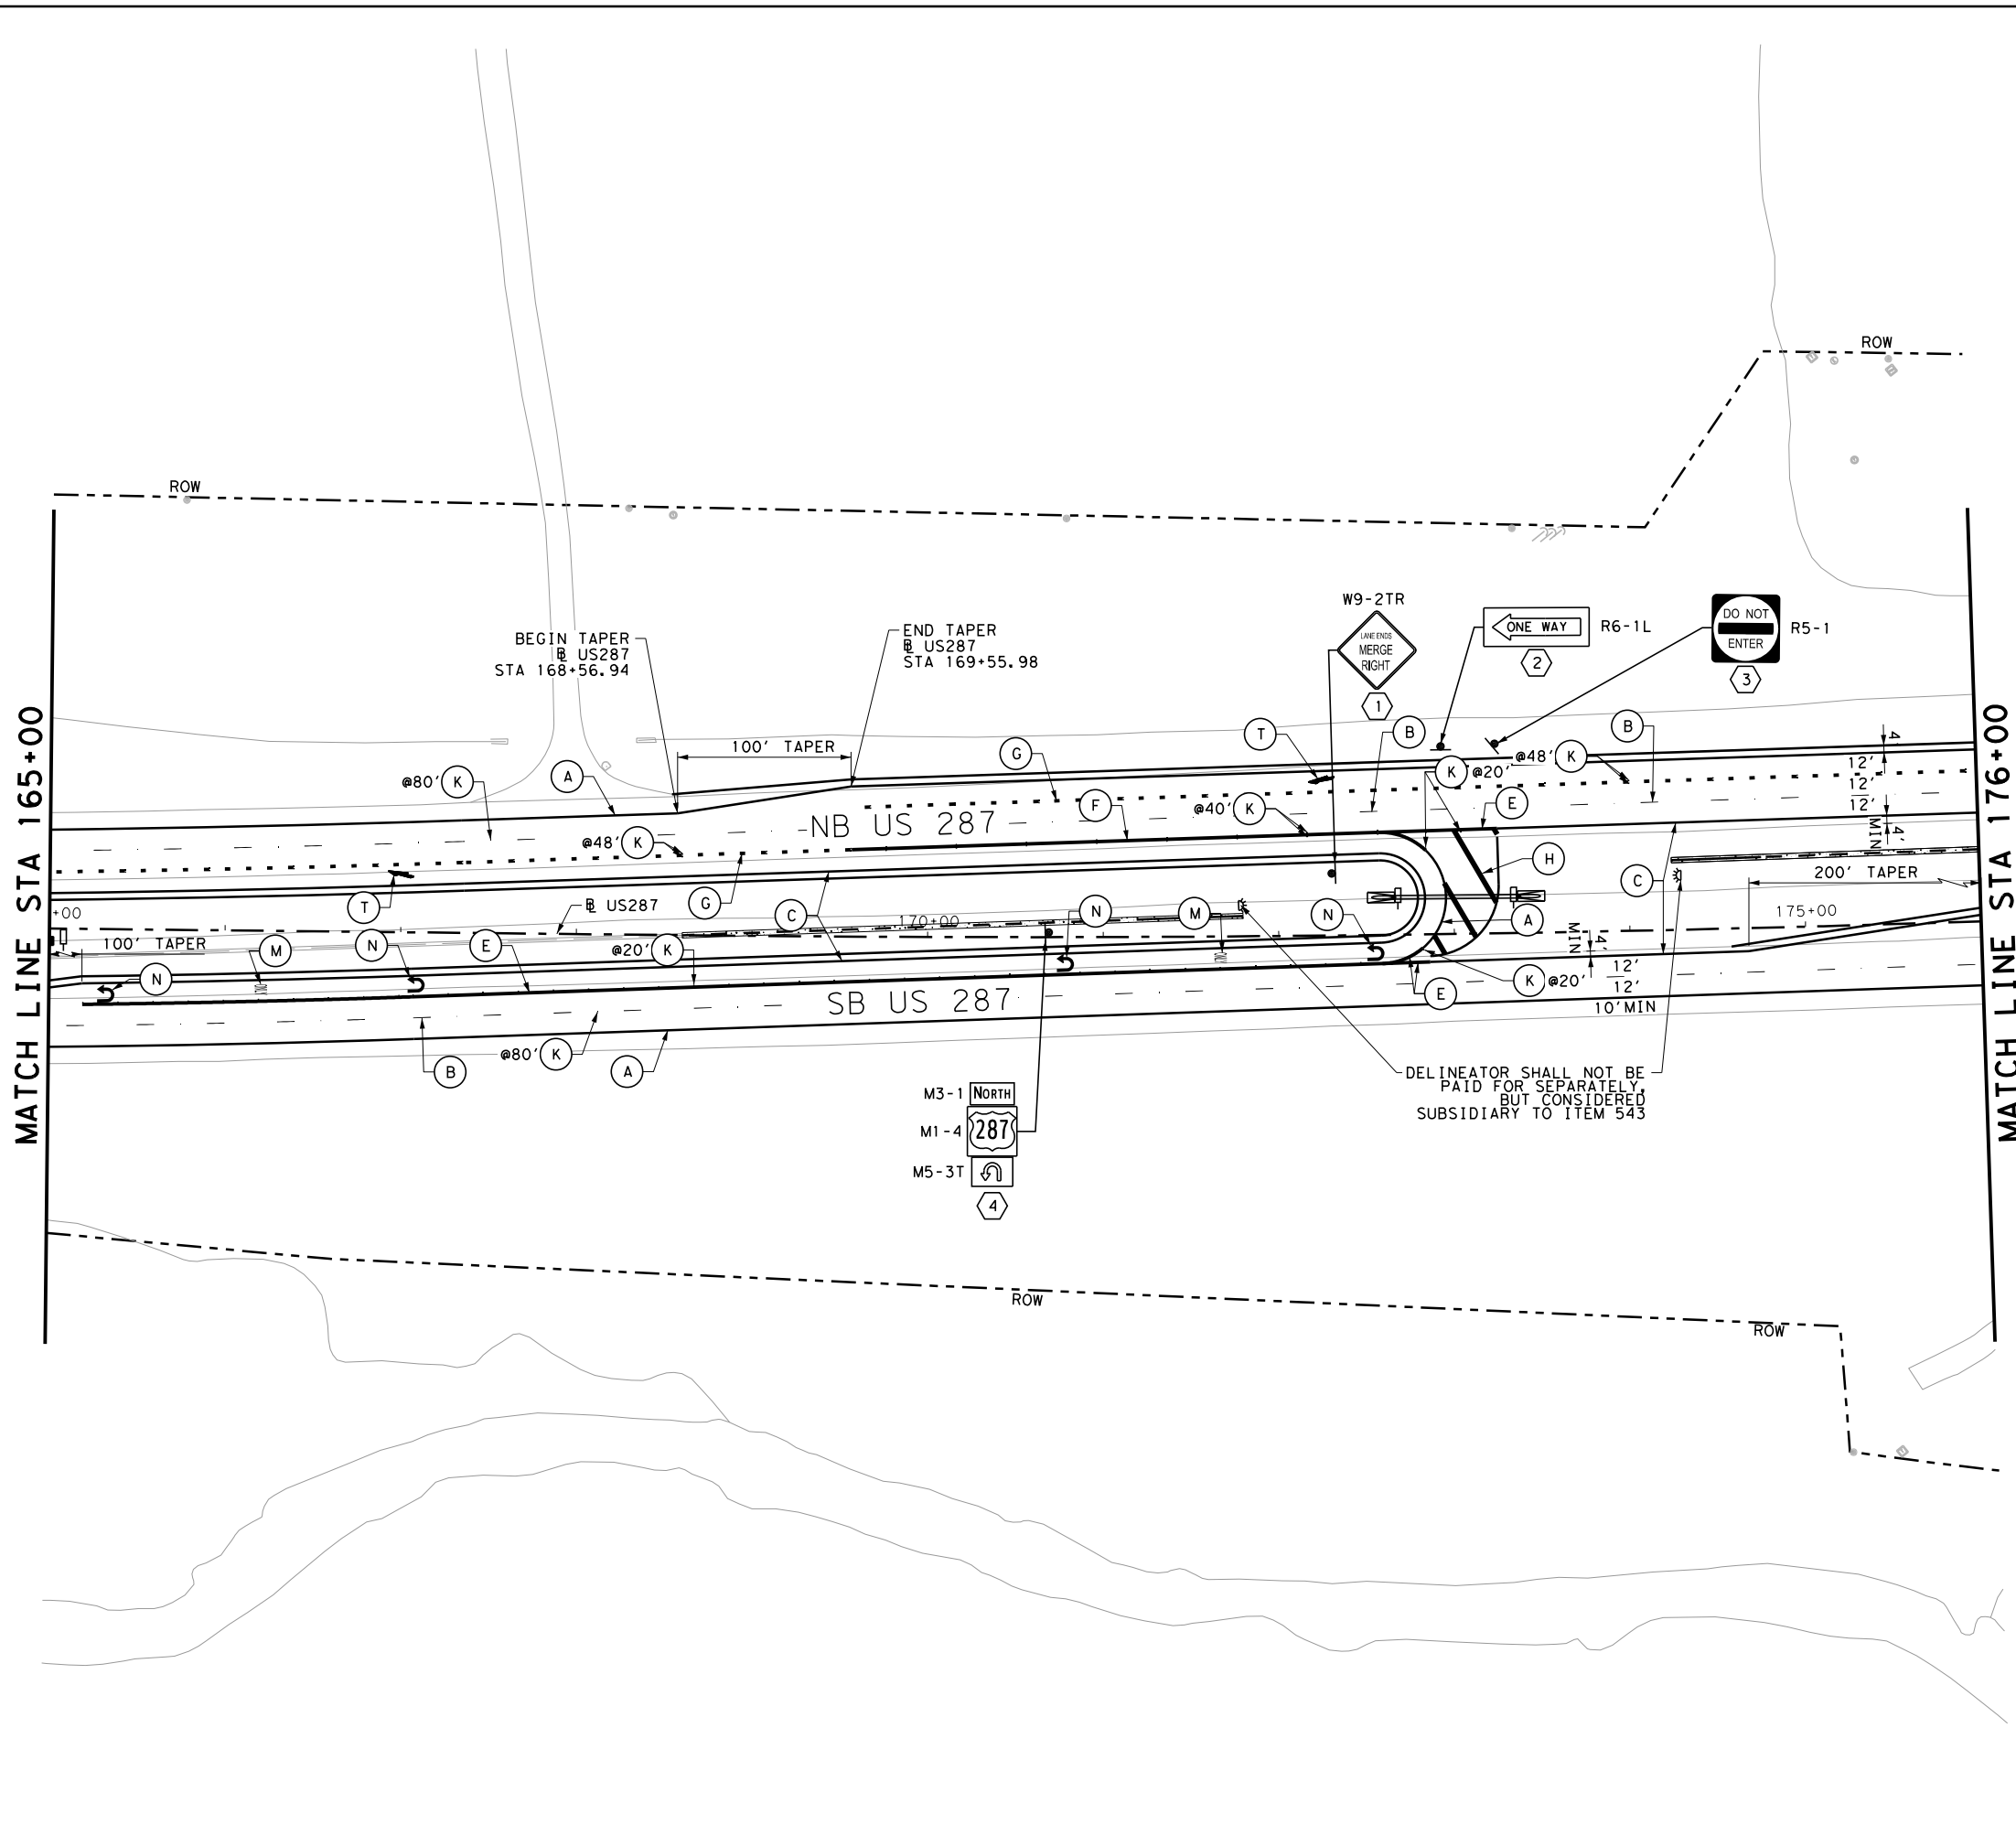 ROW
ROW
W9-2TR
LANE ENDS
MERGE
RIGHT
1
ONE WAY
R6-1L
2
DO NOT
ENTER
R5-1
3
BEGIN TAPER
℄ US287
STA 168+56.94
END TAPER
℄ US287
STA 169+55.98
MATCH LINE STA 165+00
MATCH LINE STA 176+00
100' TAPER
G
T
B
B
@80' K
A
K @20'
@48' K
4'
12'
12'
12'
MIN
4'
F
@40' K
E
NB US 287
@48' K
H
T
G
C
C
200' TAPER
+00
℄ US287
170+00
N
M
N
A
175+00
100' TAPER
M
N
E
@20' K
MIN
4'
N
12'
12'
10'MIN
K @20'
E
SB US 287
B
@80' K
A
DELINEATOR SHALL NOT BE
PAID FOR SEPARATELY,
BUT CONSIDERED
SUBSIDIARY TO ITEM 543
M3-1 NORTH
M1-4 287
M5-3T
4
ROW
ROW